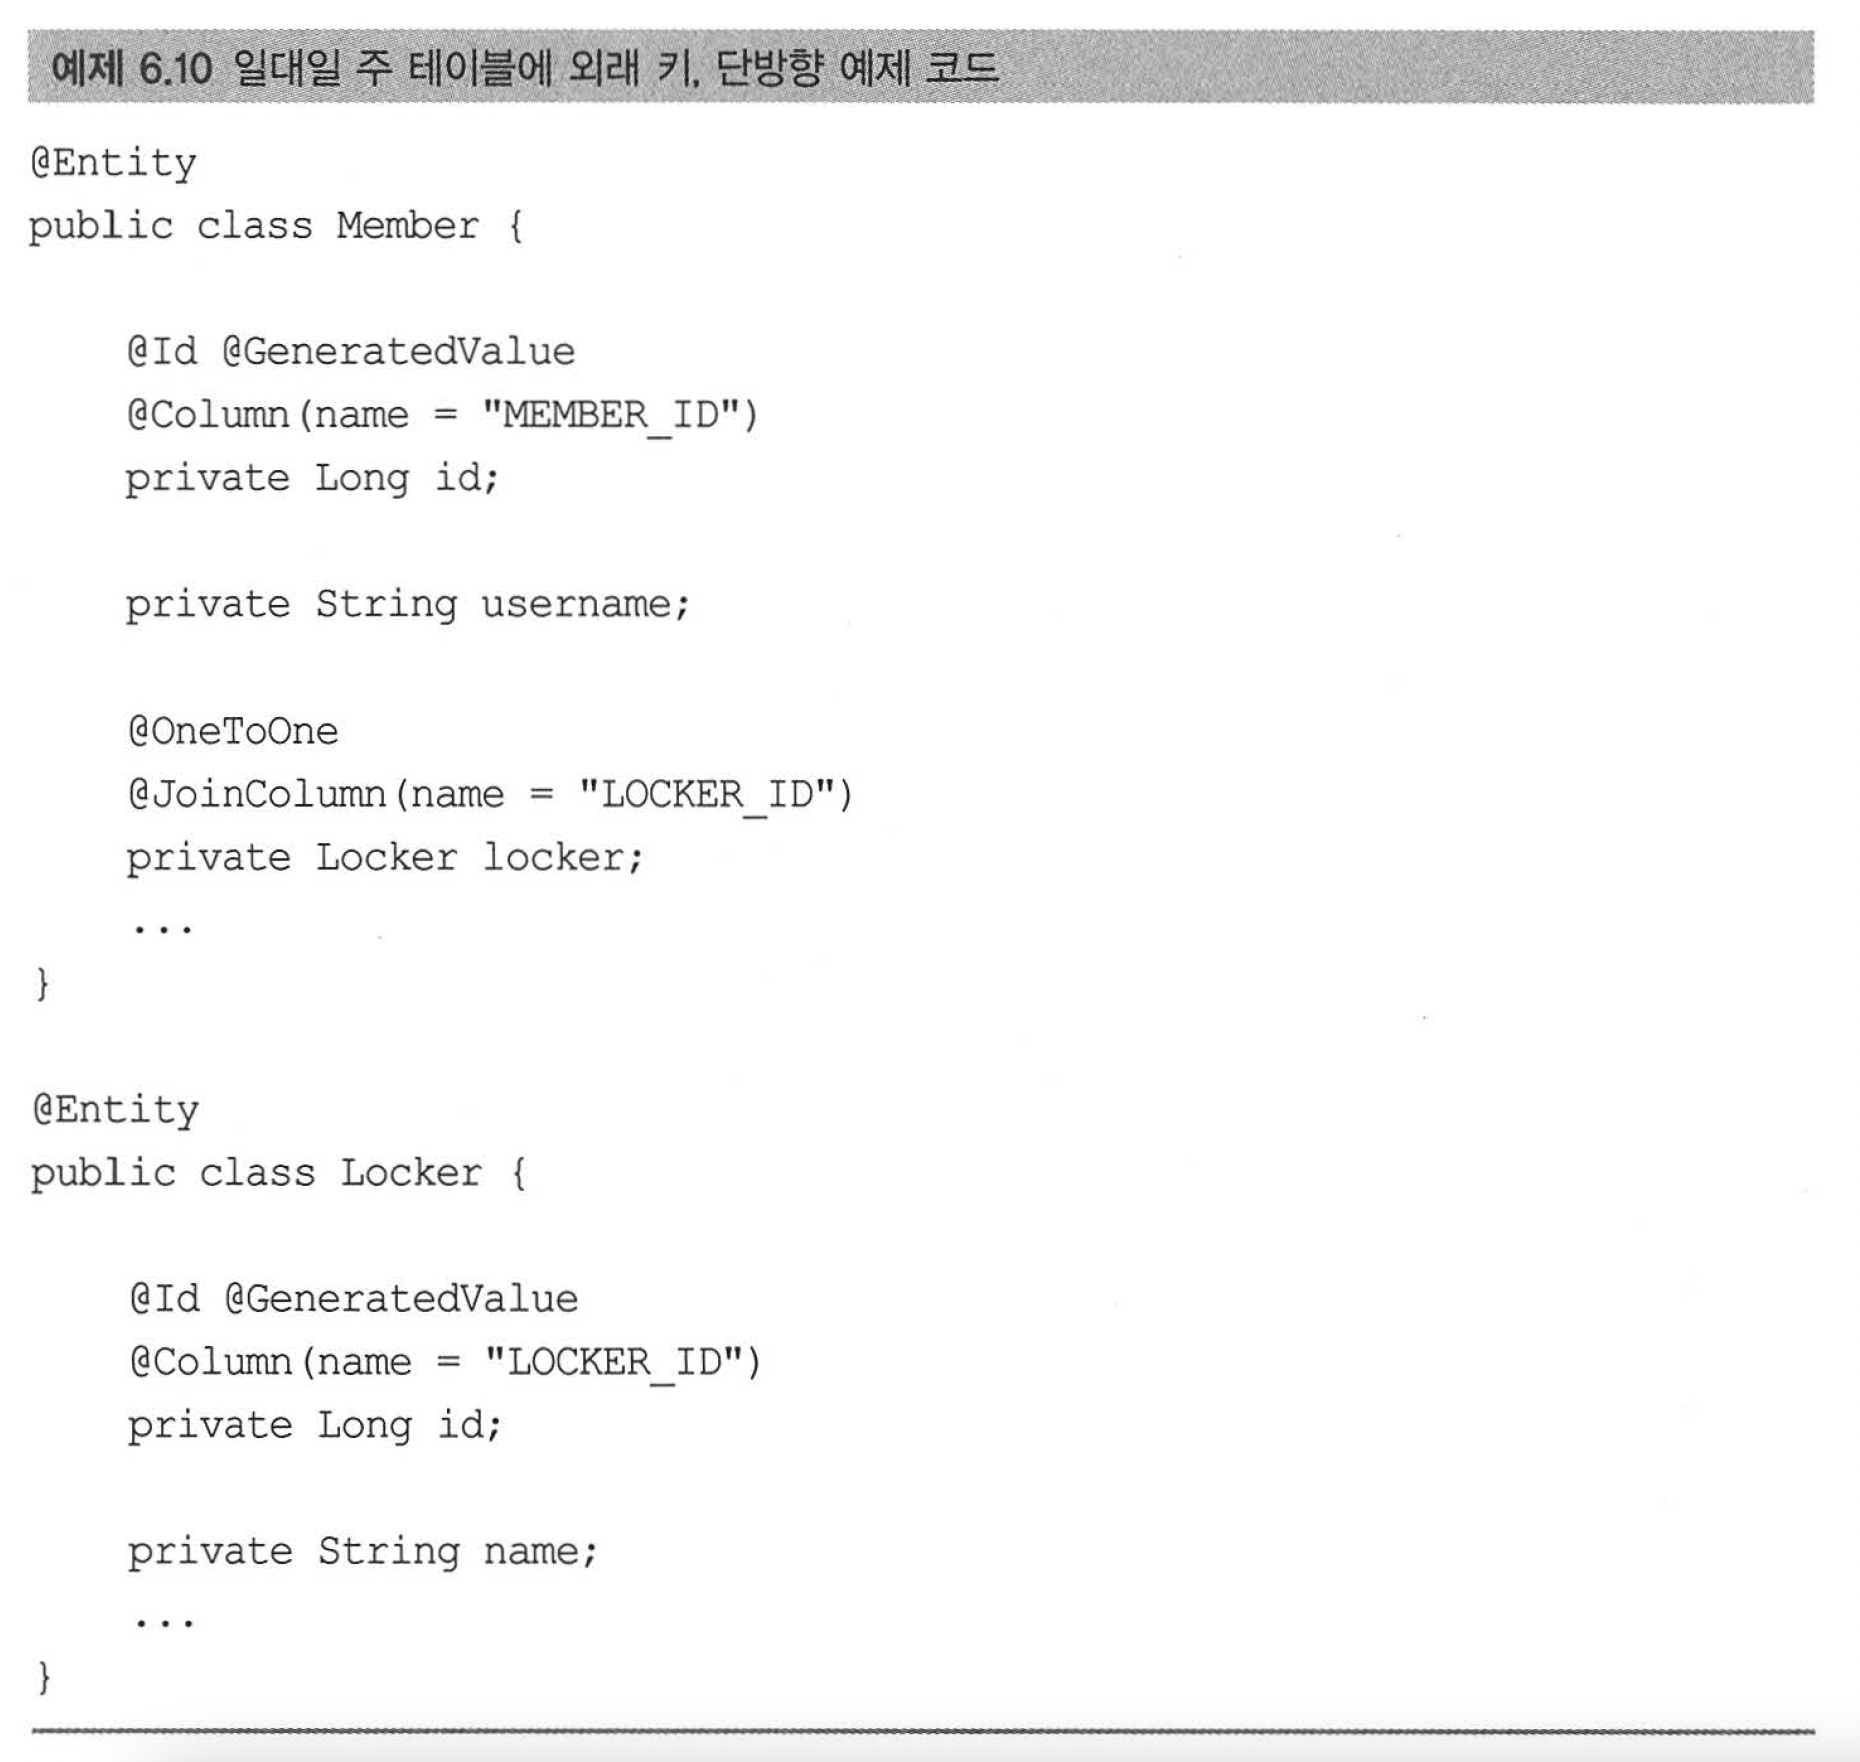 예제 6.10 일대일 주 테이블에 외래 키, 단방향 예제 코드
@Entity
public class Member {
@Id @GeneratedValue
@Column(name = "MEMBER_ID")
private Long id;
private String username;
@OneToOne
@JoinColumn(name = "LOCKER_ID")
private Locker locker;
...
}
@Entity
public class Locker {
@Id @GeneratedValue
@Column(name = "LOCKER_ID")
private Long id;
private String name;
...
}